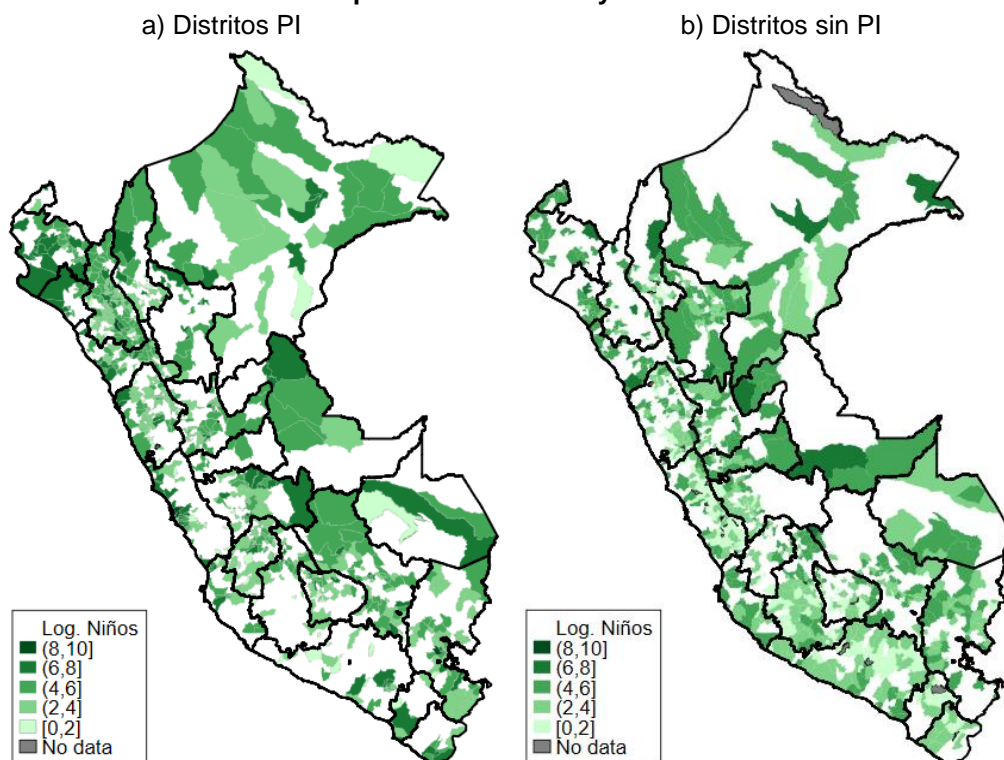 a) Distritos PI
b) Distritos sin PI
Log. Niños
(8,10]
(6,8]
(4,6]
(2,4]
[0,2]
No data
Log. Niños
(8,10]
(6,8]
(4,6]
(2,4]
[0,2]
No data